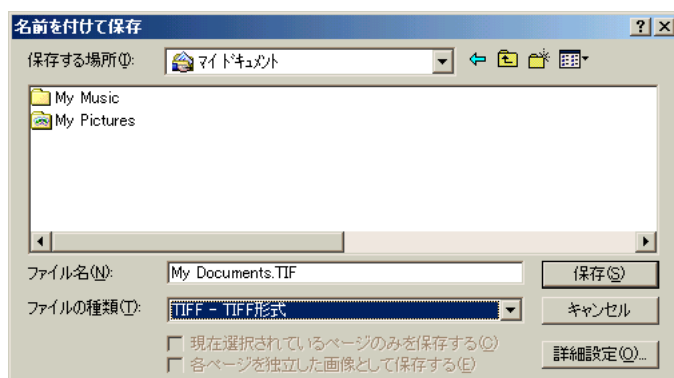 名前を付けて保存
保存する場所(I):
マイ ドキュメント
My Music
My Pictures
ファイル名(N):
My Documents.TIF
保存(S)
ファイルの種類(T):
TIFF - TIFF形式
キャンセル
現在選択されているページのみを保存する(C)
各ページを独立した画像として保存する(E)
詳細設定(O)...